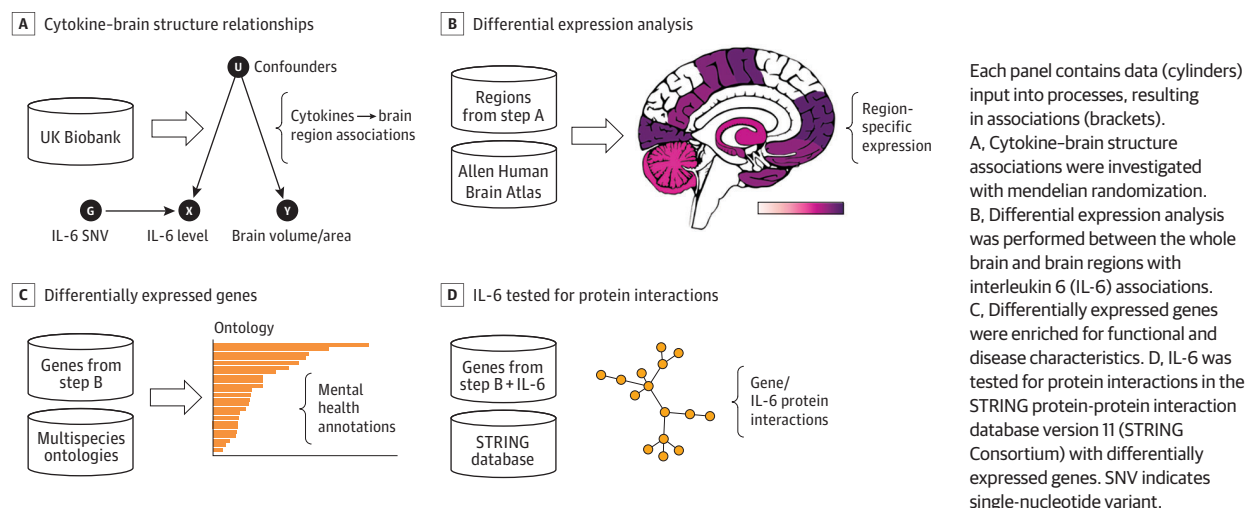 A Cytokine–brain structure relationships
U Confounders
UK Biobank
Cytokines → brain
region associations
G X Y
IL-6 SNV IL-6 level Brain volume/area
B Differential expression analysis
Regions
from step A
Allen Human
Brain Atlas
Region-
specific
expression
C Differentially expressed genes
Ontology
Genes from
step B
Multispecies
ontologies
Mental
health
annotations
D IL-6 tested for protein interactions
Genes from
step B + IL-6
STRING
database
Gene/
IL-6 protein
interactions
Each panel contains data (cylinders)
input into processes, resulting
in associations (brackets).
A, Cytokine–brain structure
associations were investigated
with mendelian randomization.
B, Differential expression analysis
was performed between the whole
brain and brain regions with
interleukin 6 (IL-6) associations.
C, Differentially expressed genes
were enriched for functional and
disease characteristics. D, IL-6 was
tested for protein interactions in the
STRING protein-protein interaction
database version 11 (STRING
Consortium) with differentially
expressed genes. SNV indicates
single-nucleotide variant.